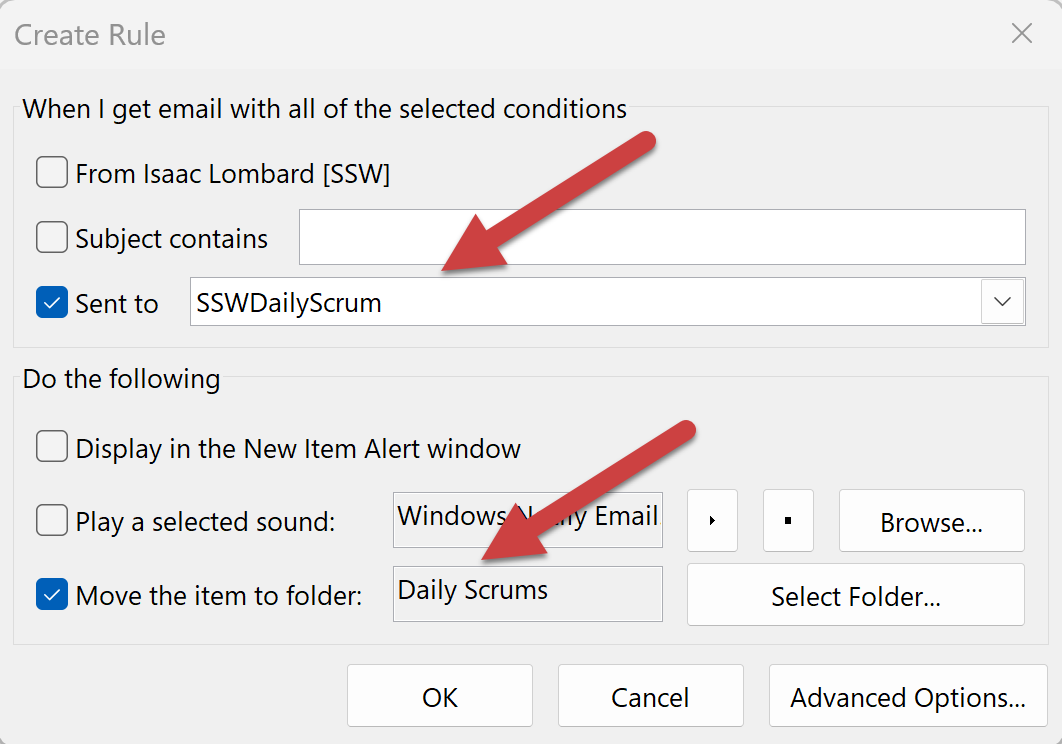 Create Rule
When I get email with all of the selected conditions
From Isaac Lombard [SSW]
Subject contains
Sent to SSWDailyScrum
Do the following
Display in the New Item Alert window
Play a selected sound: Windows Email Browse...
Move the item to folder: Daily Scrums Select Folder...
OK Cancel Advanced Options...